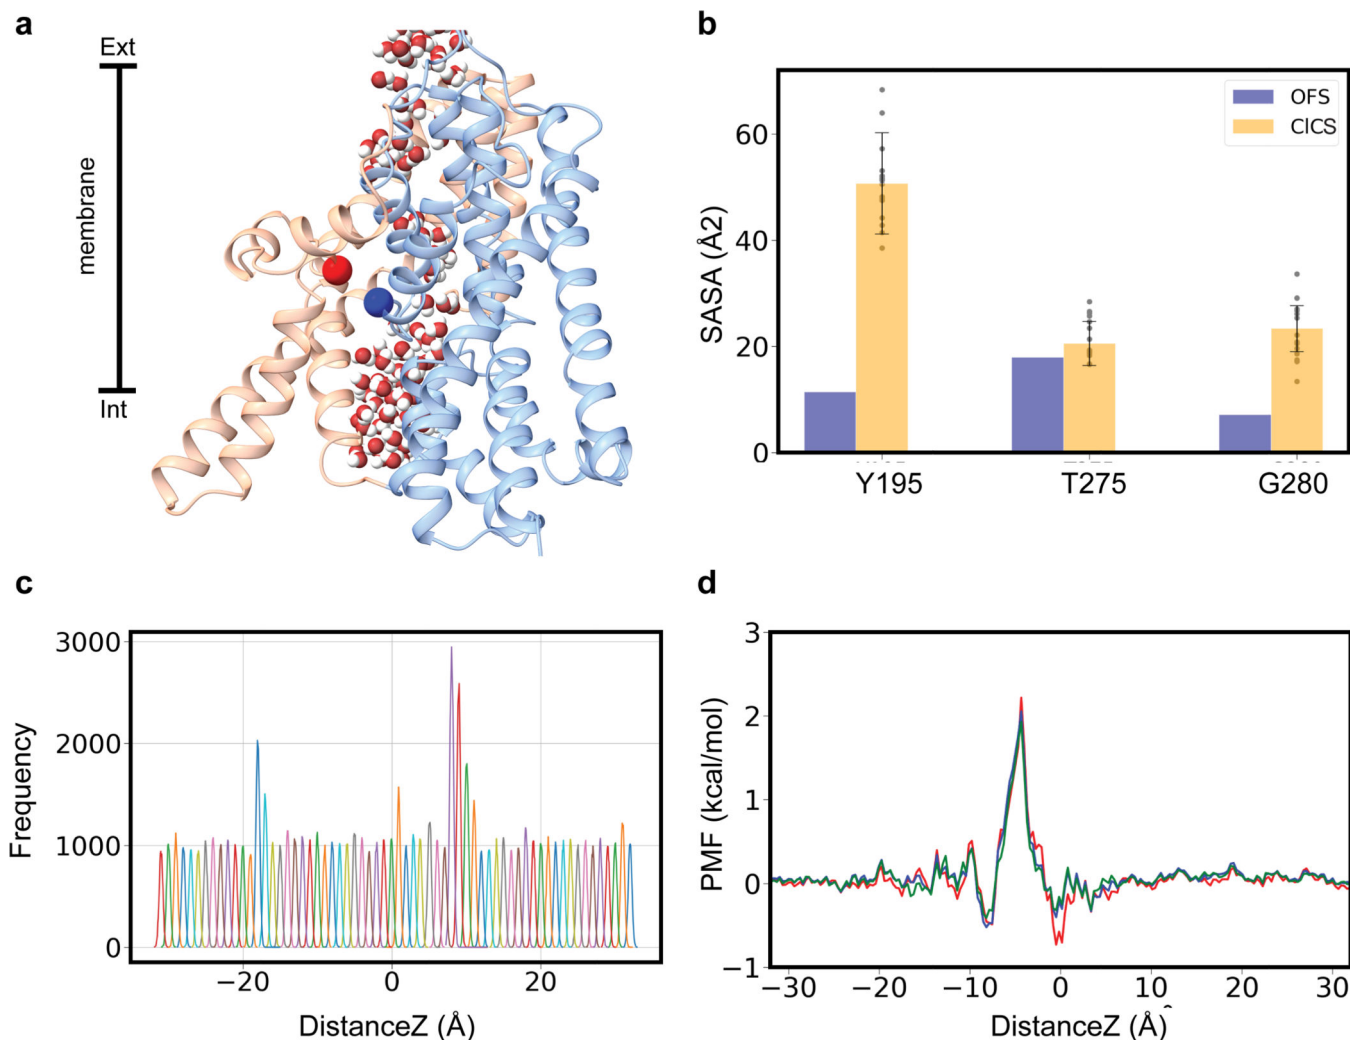 a
Ext
membrane
Int
b
SASA (Å2)
60
40
20
0
OFS
ClCS
Y195
T275
G280
c
Frequency
3000
2000
1000
0
−20
0
20
DistanceZ (Å)
d
PMF (kcal/mol)
3
2
1
0
−1
−30
−20
−10
0
10
20
30
DistanceZ (Å)